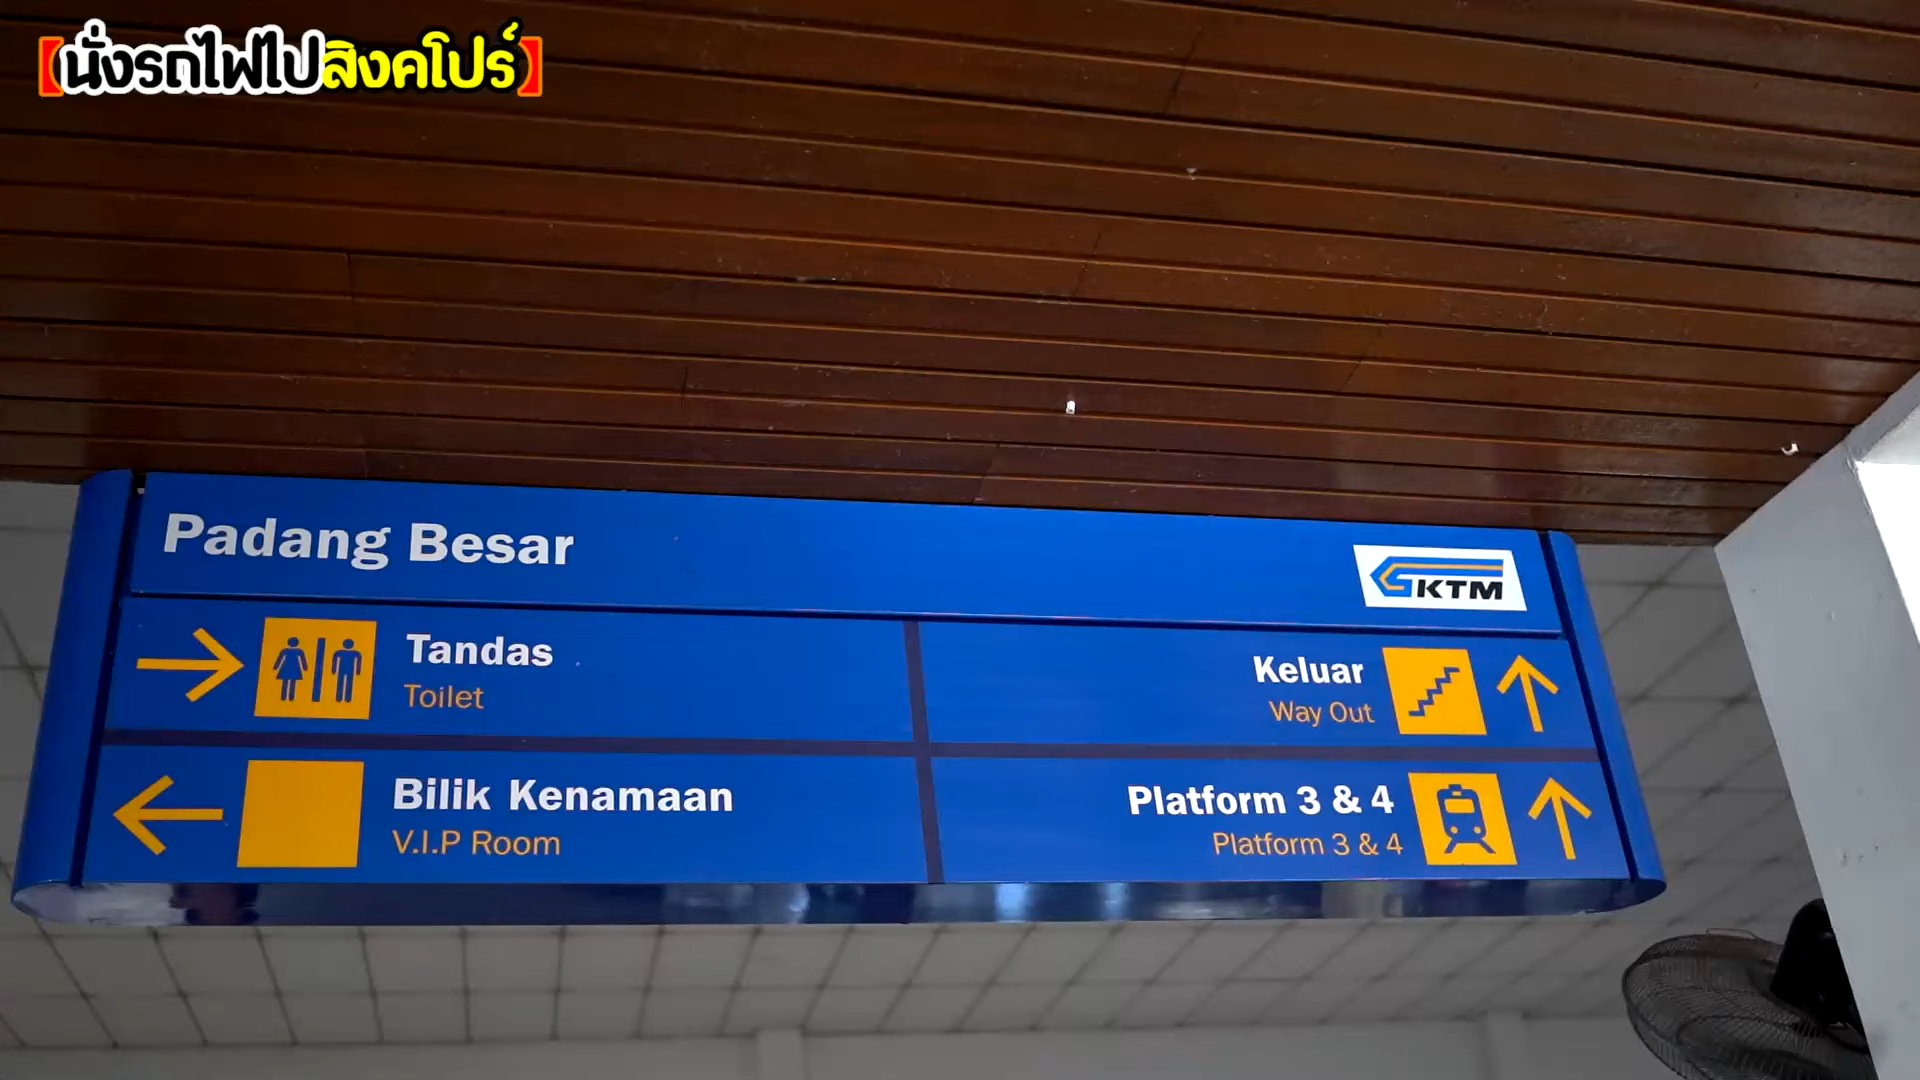 【นั่งรถไฟไปสิงคโปร์】
Padang Besar
KTM
Tandas
Toilet
Keluar
Way Out
Bilik Kenamaan
V.I.P Room
Platform 3 & 4
Platform 3 & 4